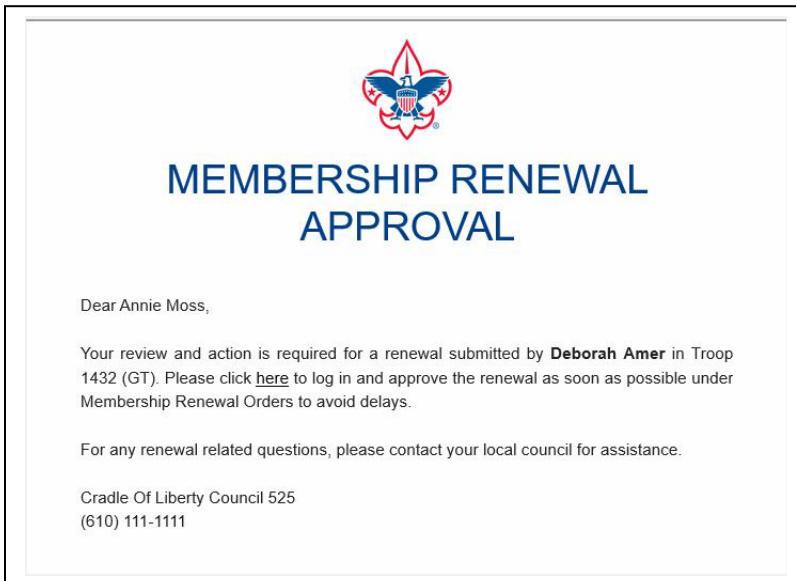 MEMBERSHIP RENEWAL
APPROVAL
Dear Annie Moss,
Your review and action is required for a renewal submitted by Deborah Amer in Troop
1432 (GT). Please click here to log in and approve the renewal as soon as possible under
Membership Renewal Orders to avoid delays.
For any renewal related questions, please contact your local council for assistance.
Cradle Of Liberty Council 525
(610) 111-1111